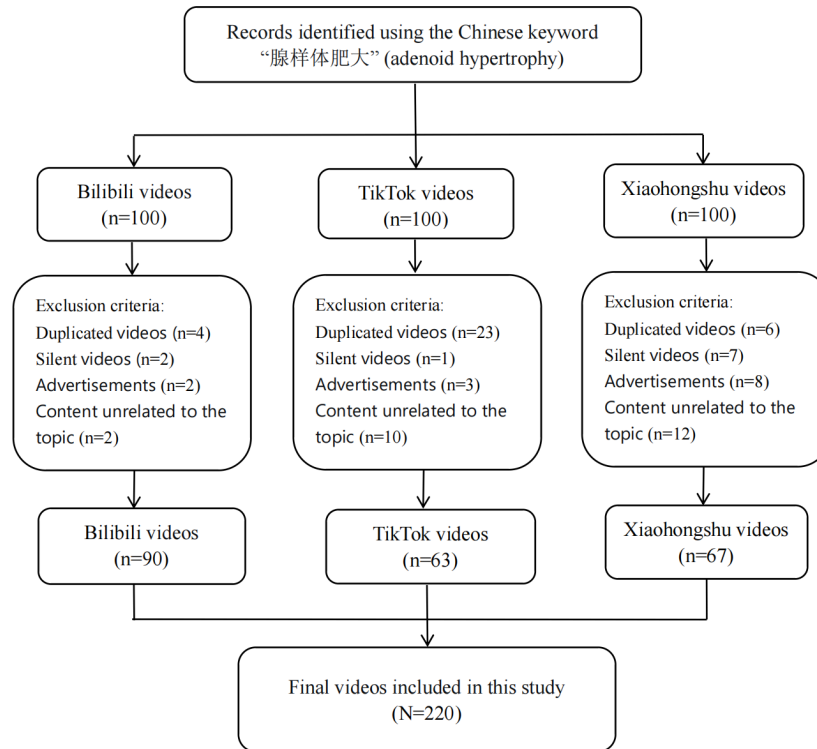 Records identified using the Chinese keyword
“腺样体肥大” (adenoid hypertrophy)
Bilibili videos
(n=100)
TikTok videos
(n=100)
Xiaohongshu videos
(n=100)
Exclusion criteria:
Duplicated videos (n=4)
Silent videos (n=2)
Advertisements (n=2)
Content unrelated to the
topic (n=2)
Exclusion criteria:
Duplicated videos (n=23)
Silent videos (n=1)
Advertisements (n=3)
Content unrelated to the
topic (n=10)
Exclusion criteria:
Duplicated videos (n=6)
Silent videos (n=7)
Advertisements (n=8)
Content unrelated to the
topic (n=12)
Bilibili videos
(n=90)
TikTok videos
(n=63)
Xiaohongshu videos
(n=67)
Final videos included in this study
(N=220)